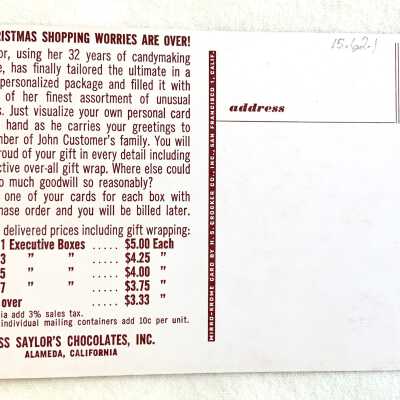 RISTMAS SHOPPING WORRIES ARE OVER!
or, using her 32 years of candymaking
e, has finally tailored the ultimate in a
personalized package and filled it with
of her finest assortment of unusual
s. Just visualize your own personal card
hand as he carries your greetings to
mber of John Customer's family. You will
roud of your gift in every detail including
ctive over-all gift wrap. Where else could
o much goodwill so reasonably?
one of your cards for each box with
hase order and you will be billed later.
delivered prices including gift wrapping:
1 Executive Boxes ..... $5.00 Each
3 " " ..... $4.25 "
5 " " ..... $4.00 "
7 " " ..... $3.75 "
over " ..... $3.33 "
ia add 3% sales tax.
individual mailing containers add 10c per unit.
SS SAYLOR'S CHOCOLATES, INC.
ALAMEDA, CALIFORNIA
MIRRO-KROME CARD BY H. S. CROCKER CO., INC., SAN FRANCISCO 1, CALIF.
15-62-1
address